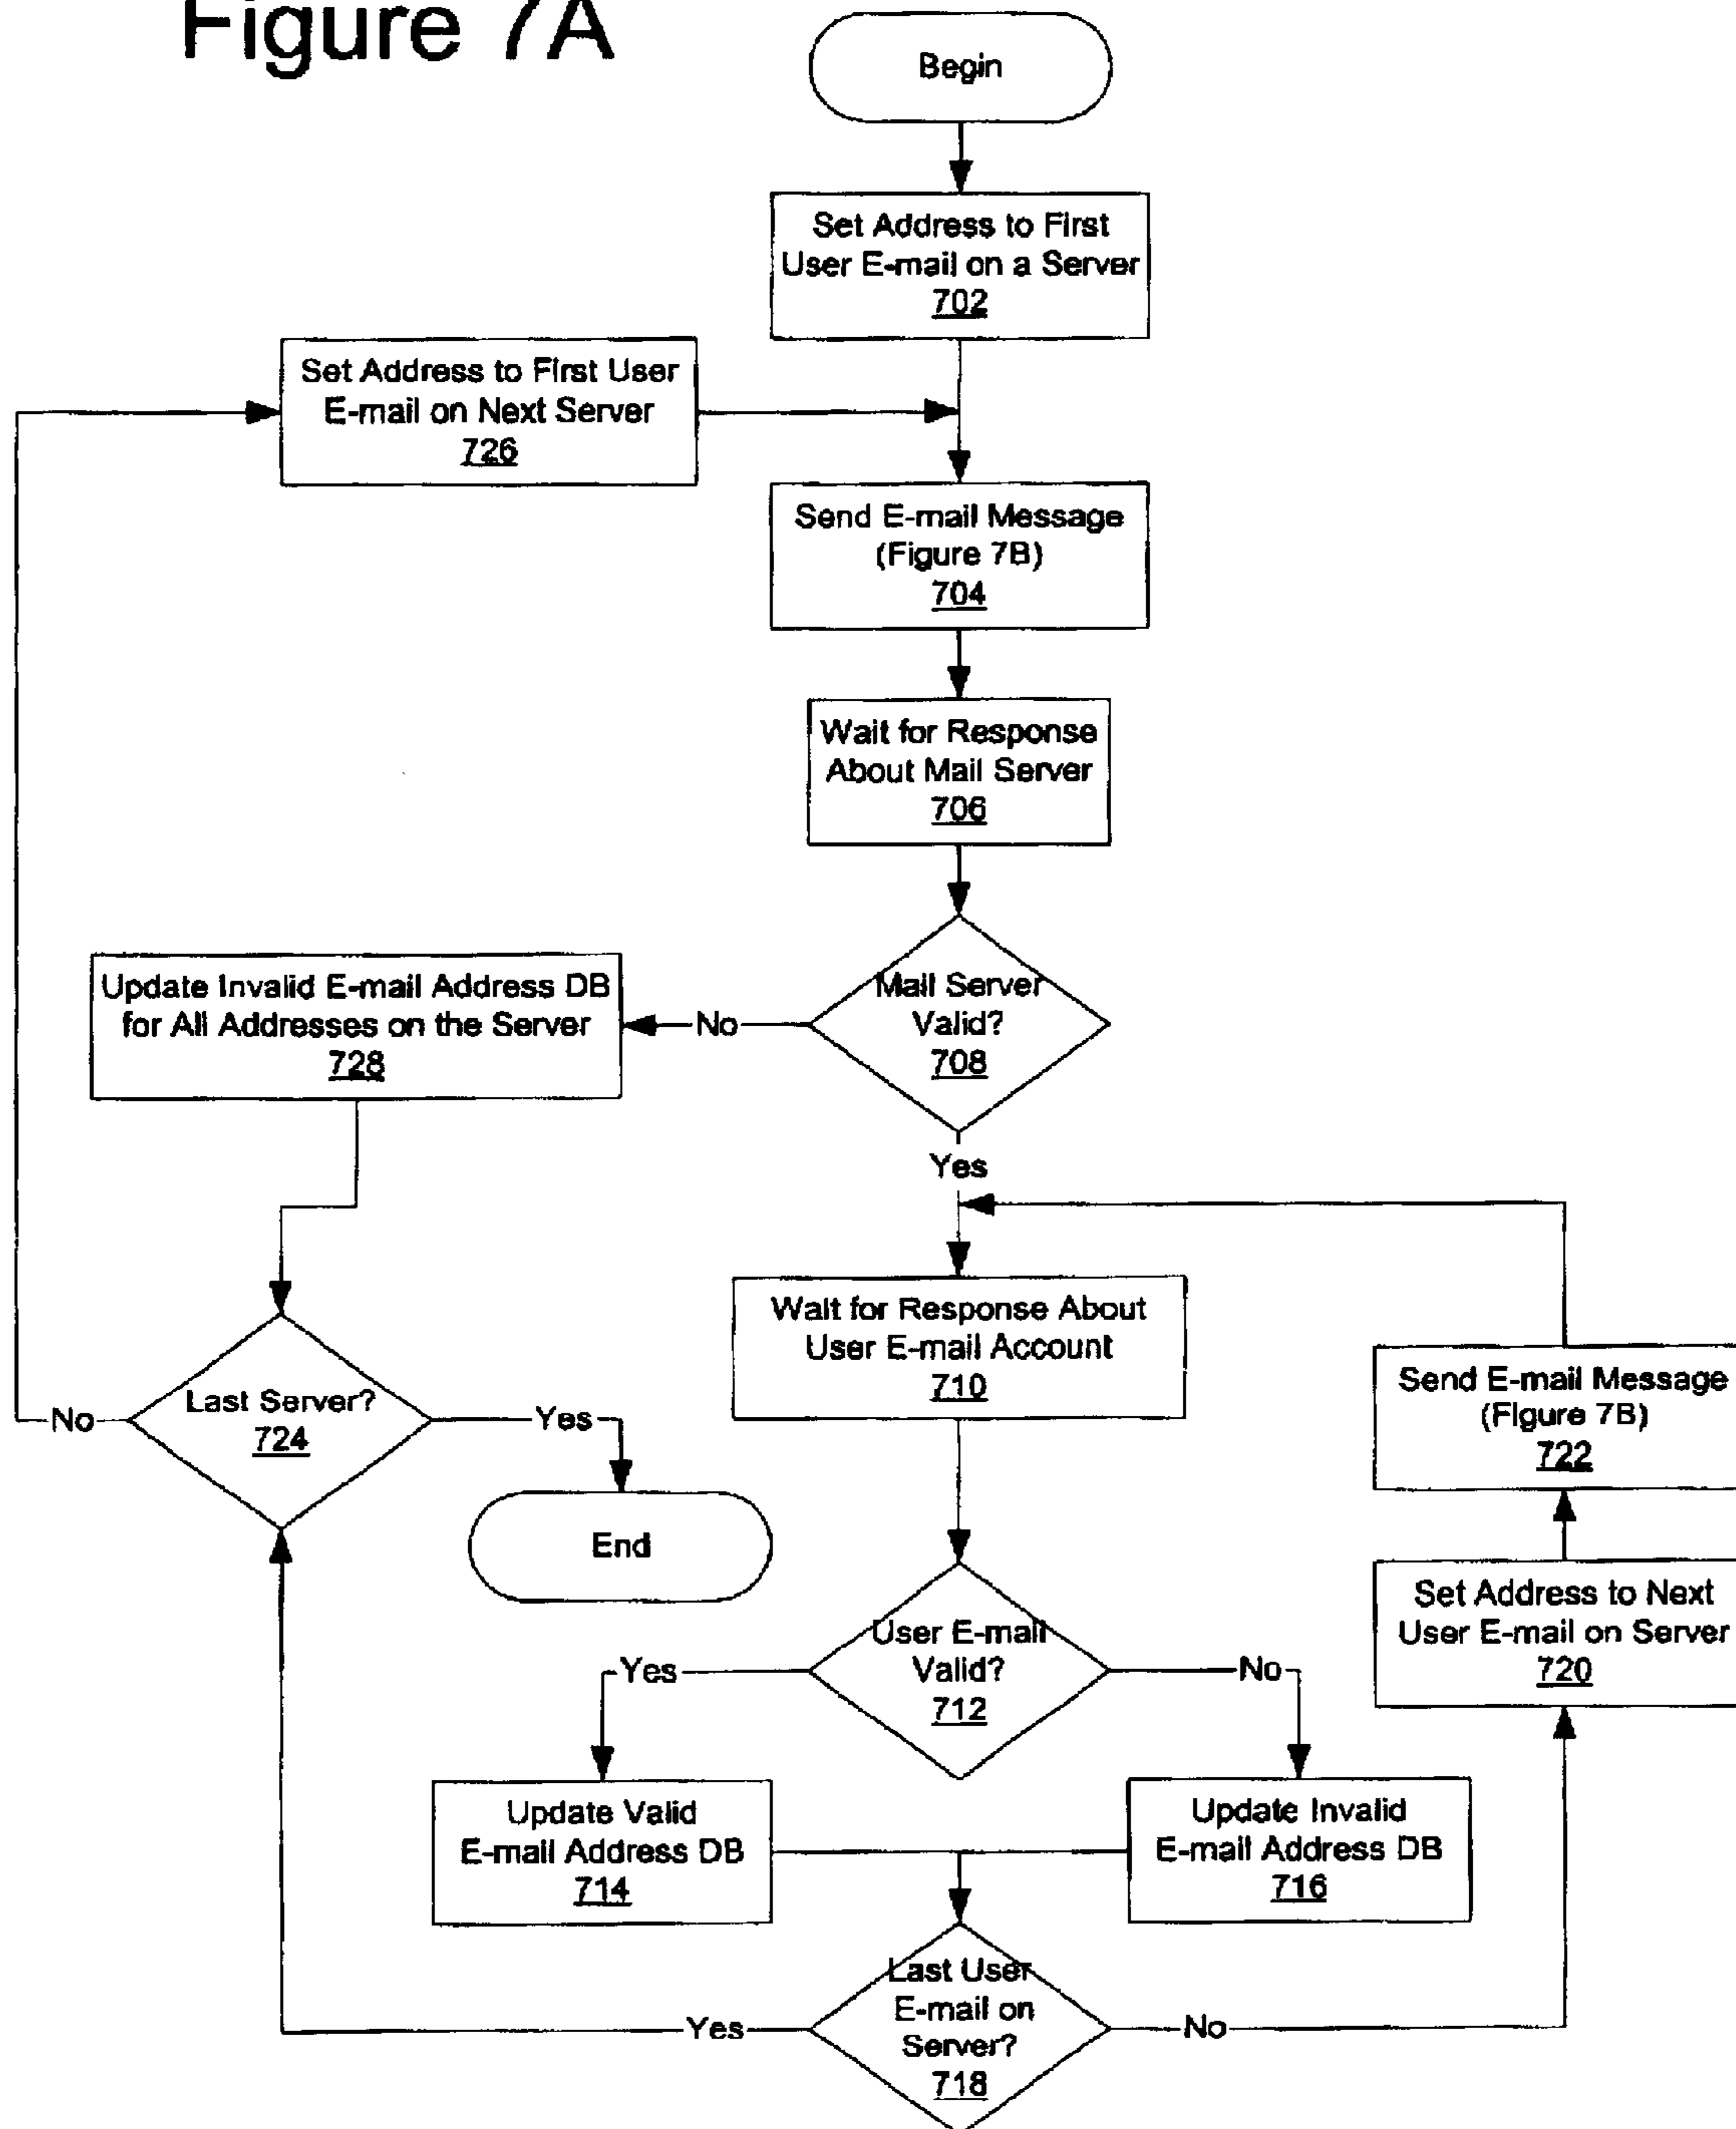 Figure 7A
Begin
Set Address to First
User E-mail on a Server
702
Set Address to First User
E-mail on Next Server
726
Send E-mail Message
(Figure 7B)
704
Wait for Response
About Mail Server
706
Mail Server
Valid?
708
No
Update Invalid E-mail Address DB
for All Addresses on the Server
728
Yes
Wait for Response About
User E-mail Account
710
Send E-mail Message
(Figure 7B)
722
Last Server?
724
No
Yes
End
Set Address to Next
User E-mail on Server
720
User E-mail
Valid?
712
Yes
No
Update Valid
E-mail Address DB
714
Update Invalid
E-mail Address DB
716
Last User
E-mail on
Server?
718
Yes
No